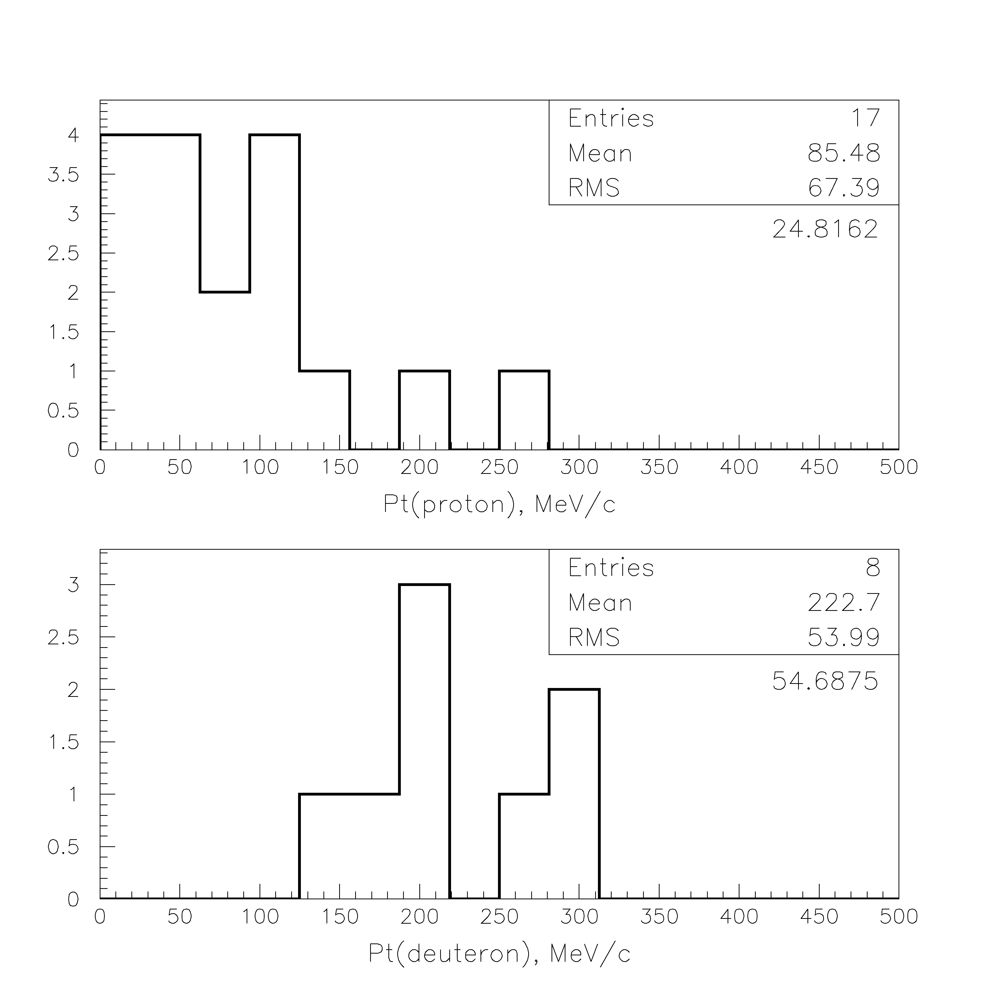 Entries 17
Mean 85.48
RMS 67.39
24.8162
4
3.5
3
2.5
2
1.5
1
0.5
0
0 50 100 150 200 250 300 350 400 450 500
Pt(proton), MeV/c
Entries 8
Mean 222.7
RMS 53.99
54.6875
3
2.5
2
1.5
1
0.5
0
0 50 100 150 200 250 300 350 400 450 500
Pt(deuteron), MeV/c